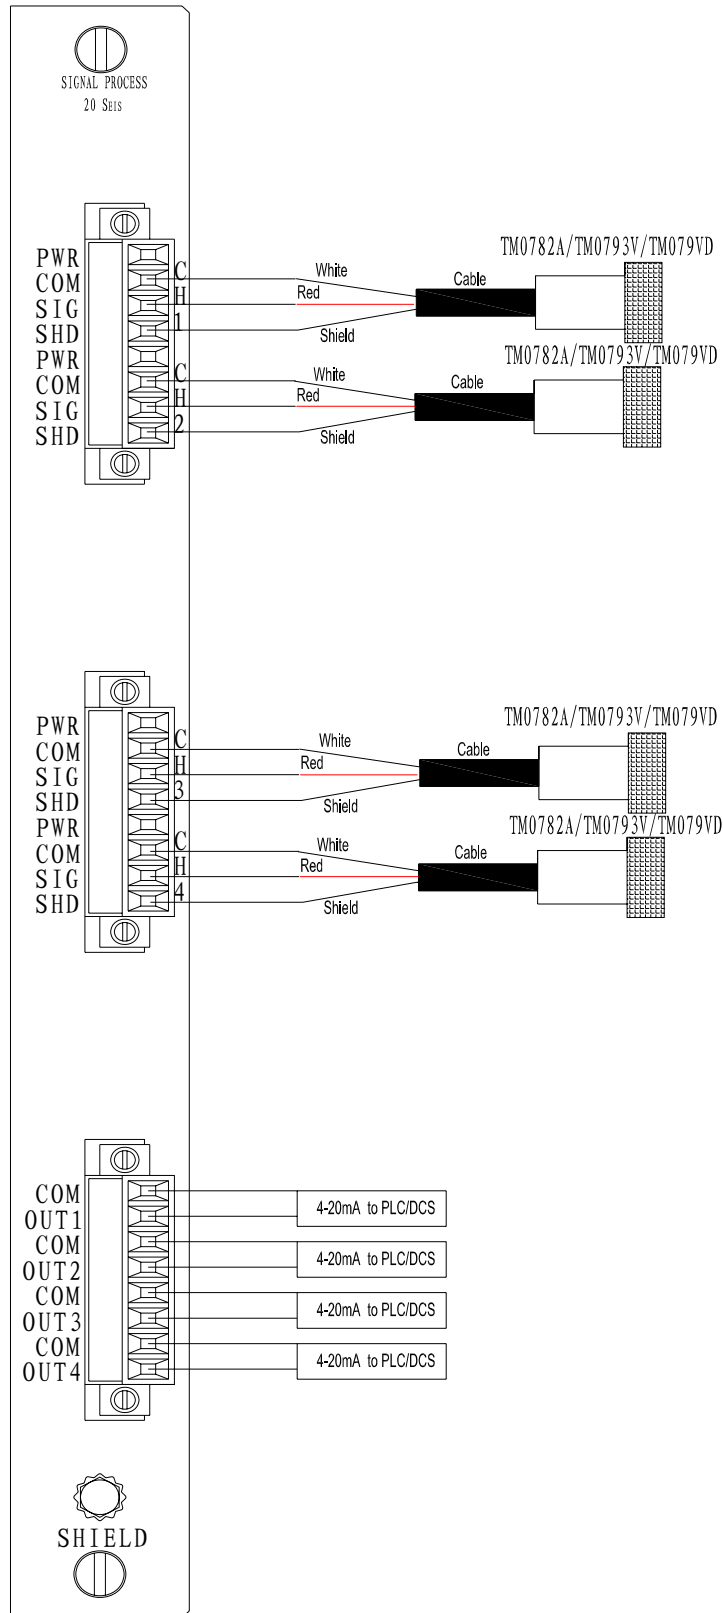 SIGNAL PROCESS
20 SEIS
PWR
COM
SIG
SHD
PWR
COM
SIG
SHD
CH1
CH2
White
Red
Shield
Cable
TM0782A/TM0793V/TM079VD
White
Red
Shield
Cable
TM0782A/TM0793V/TM079VD
PWR
COM
SIG
SHD
PWR
COM
SIG
SHD
CH3
CH4
White
Red
Shield
Cable
TM0782A/TM0793V/TM079VD
White
Red
Shield
Cable
TM0782A/TM0793V/TM079VD
COM
OUT1
4-20mA to PLC/DCS
COM
OUT2
4-20mA to PLC/DCS
COM
OUT3
4-20mA to PLC/DCS
COM
OUT4
4-20mA to PLC/DCS
SHIELD